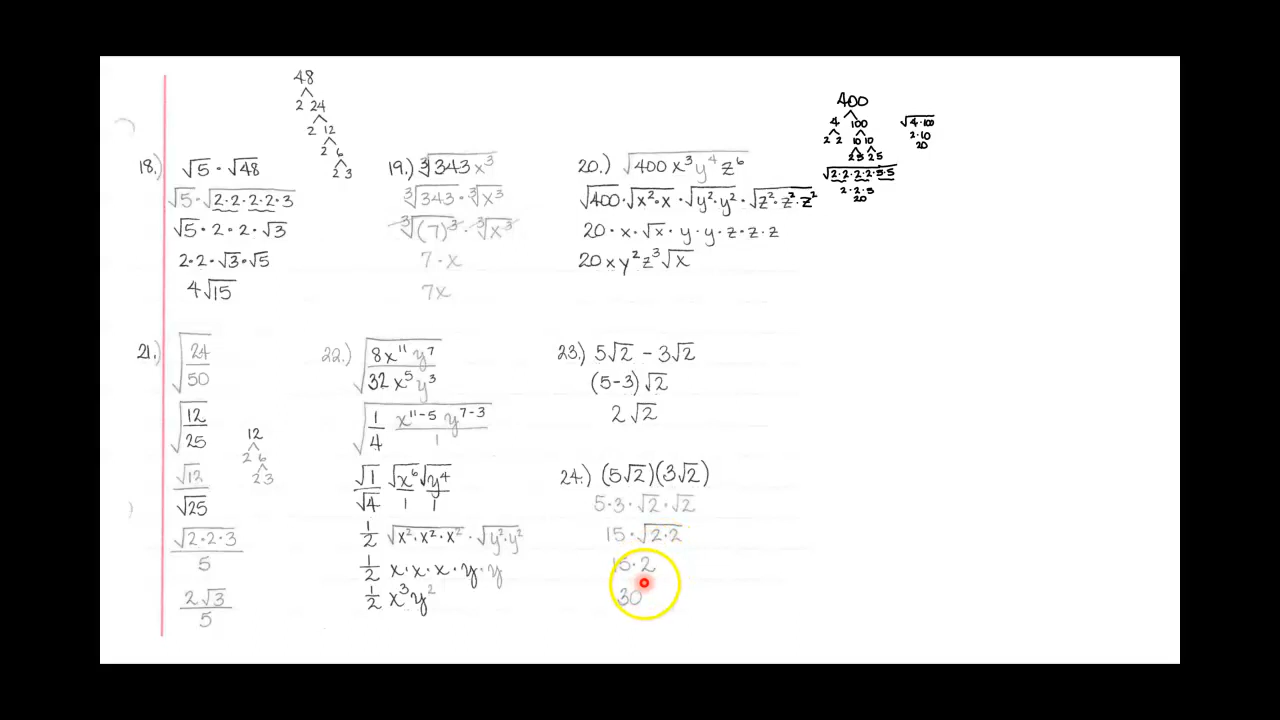 48
2 24
2 12
2 6
2 3
18.) √5 · √48
√5 · √2·2·2·2·3
√5 · 2 · 2 · √3
2·2·√3·√5
4√15
19.) ³√343x³
³√343 · ³√x³
³√(7)³ · ³√x³
7 · x
7x
400
4 100
2 2 10 10
2 5 2 5
√2·2·2·2·5·5
2·2·5
20
√4·100
2·10
20
20.) √400x³y⁴z⁶
√400 · √x²·x · √y²·y² · √z²·z²·z²
20 · x · √x · y · y · z · z · z
20xy²z³√x
21.) √24/50
√12/25
12
2 6
2 3
√12/√25
√2·2·3/5
2√3/5
22.) √8x¹¹y⁷/32x⁵y³
√1/4 x¹¹⁻⁵y⁷⁻³/1
√1/√4 √x⁶/1 √y⁴/1
1/2 √x²·x²·x² · √y²·y²
1/2 x·x·x·y·y
1/2 x³y²
23.) 5√2 − 3√2
(5-3)√2
2√2
24.) (5√2)(3√2)
5·3·√2·√2
15·√2·2
15·2
30